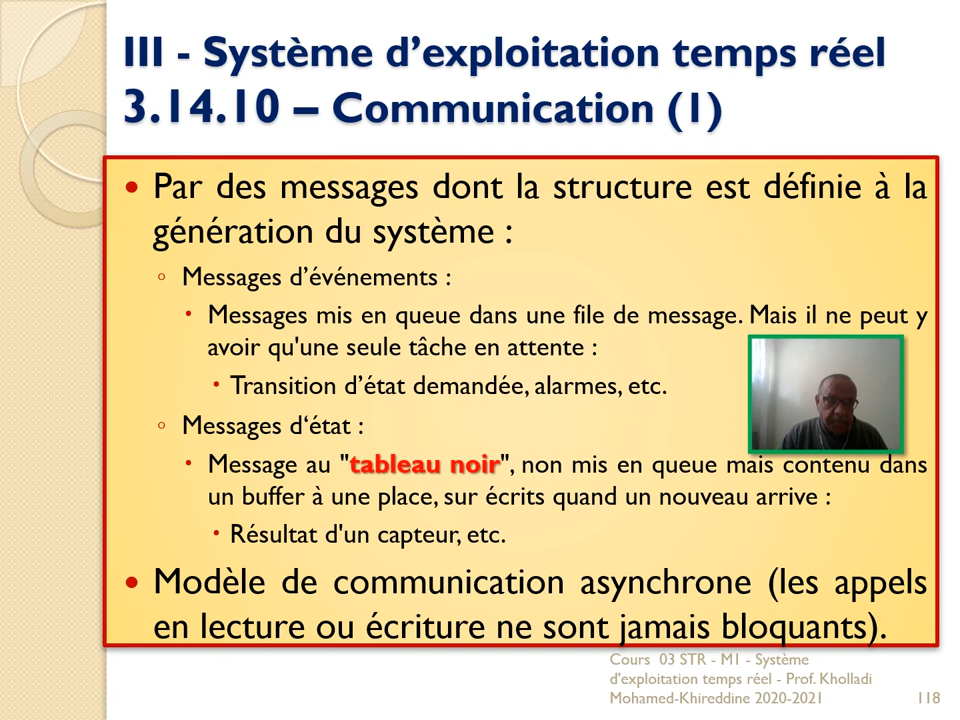 III - Système d’exploitation temps réel
3.14.10 – Communication (1)
Par des messages dont la structure est définie à la
génération du système :
Messages d’événements :
Messages mis en queue dans une file de message. Mais il ne peut y
avoir qu'une seule tâche en attente :
Transition d’état demandée, alarmes, etc.
Messages d‘état :
Message au "tableau noir", non mis en queue mais contenu dans
un buffer à une place, sur écrits quand un nouveau arrive :
Résultat d'un capteur, etc.
Modèle de communication asynchrone (les appels
en lecture ou écriture ne sont jamais bloquants).
Cours 03 STR - M1 - Système
d'exploitation temps réel - Prof. Kholladi
Mohamed-Khireddine 2020-2021
118